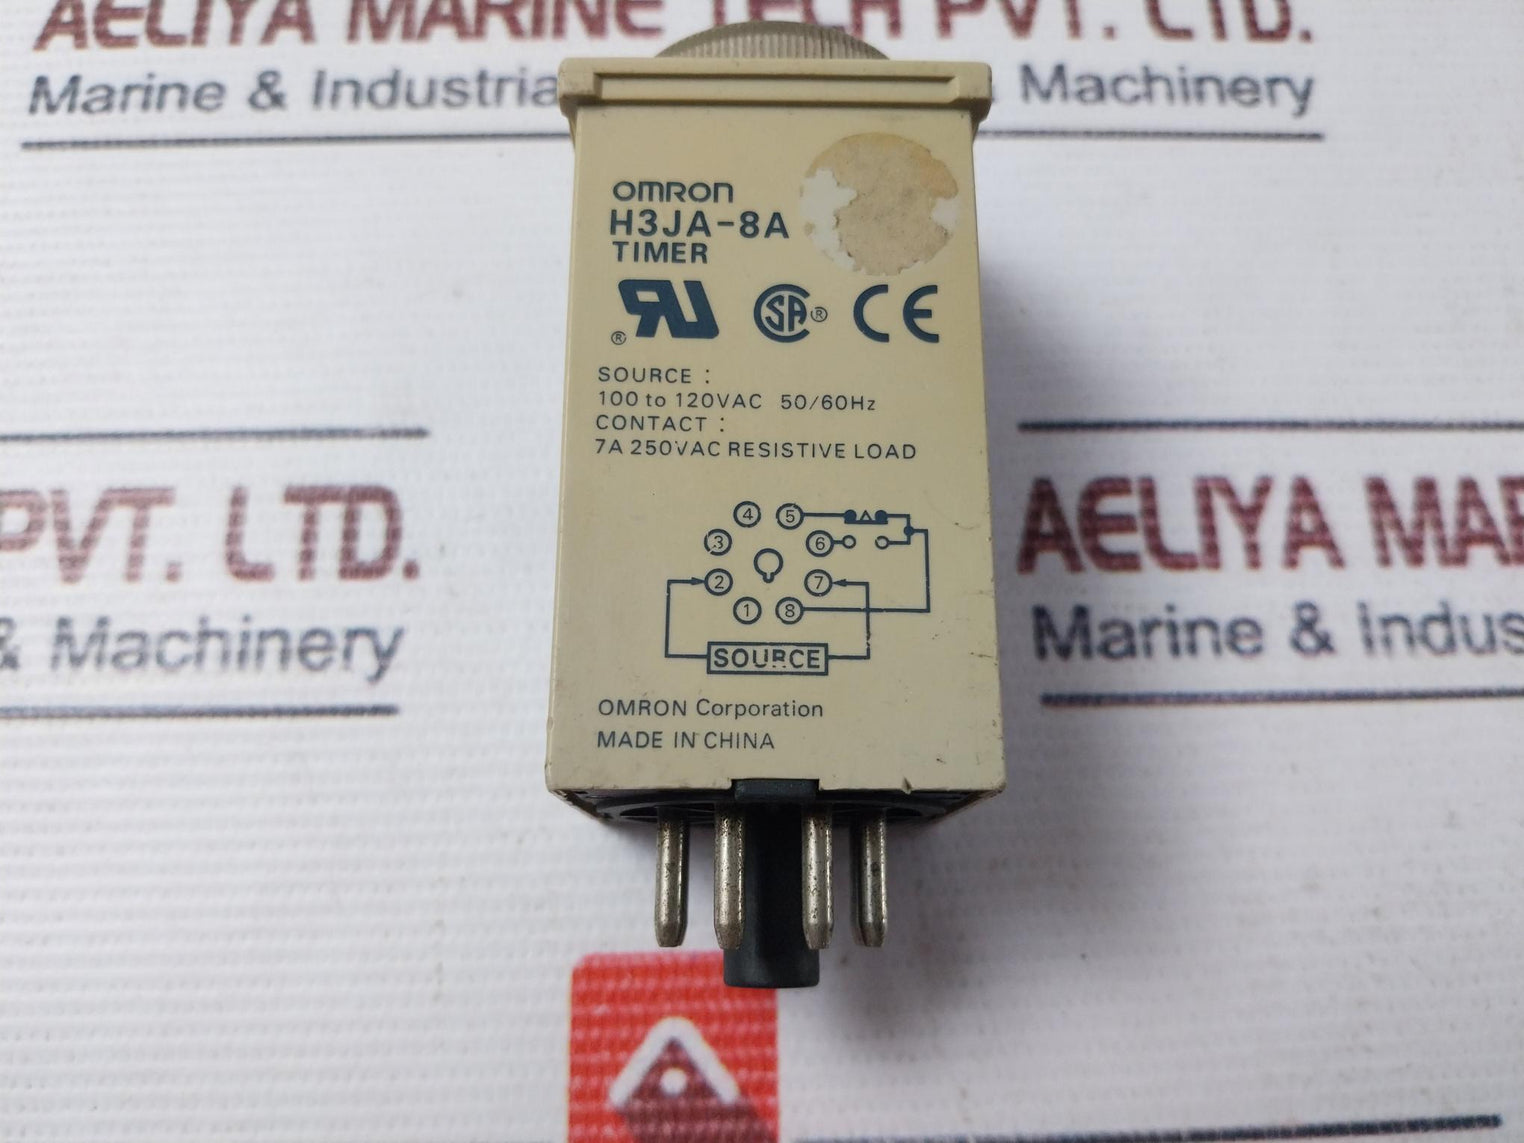 AELIYA MARINE TECH PVT. LTD.
Marine & Industria Machinery
OMRON
H3JA-8A
TIMER
® RU SA ® CE
SOURCE :
100 to 120VAC 50/60Hz
CONTACT :
7A 250VAC RESISTIVE LOAD
4 5
3 6
2 7
1 8
SOURCE
OMRON Corporation
MADE IN CHINA
PVT. LTD.
& Machinery
AELIYA MAR
Marine & Indus